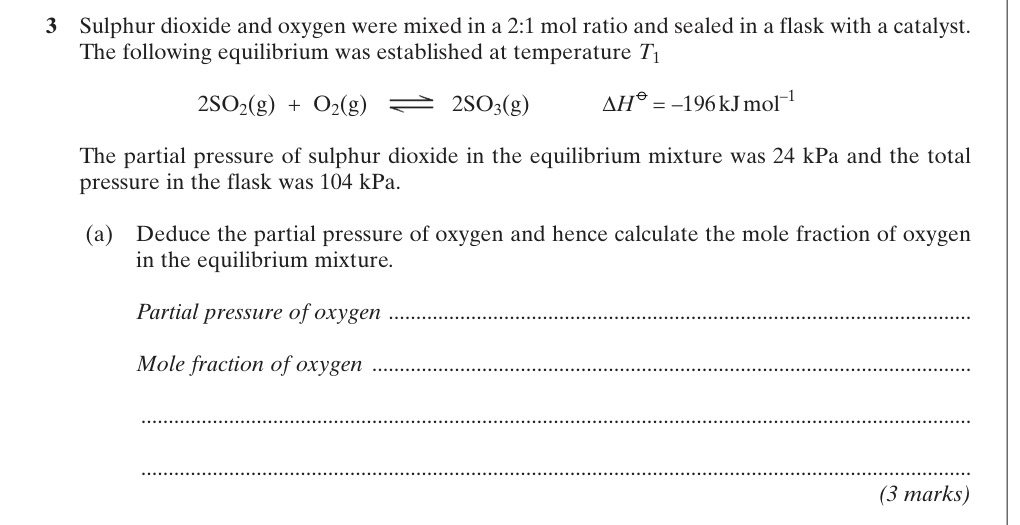 3 Sulphur dioxide and oxygen were mixed in a 2:1 mol ratio and sealed in a flask with a catalyst.
The following equilibrium was established at temperature T₁
2SO₂(g) + O₂(g) ⇌ 2SO₃(g) ΔH⦵ = –196 kJ mol⁻¹
The partial pressure of sulphur dioxide in the equilibrium mixture was 24 kPa and the total
pressure in the flask was 104 kPa.
(a) Deduce the partial pressure of oxygen and hence calculate the mole fraction of oxygen
in the equilibrium mixture.
Partial pressure of oxygen ....................................................................................................
Mole fraction of oxygen ....................................................................................................
....................................................................................................
....................................................................................................
(3 marks)